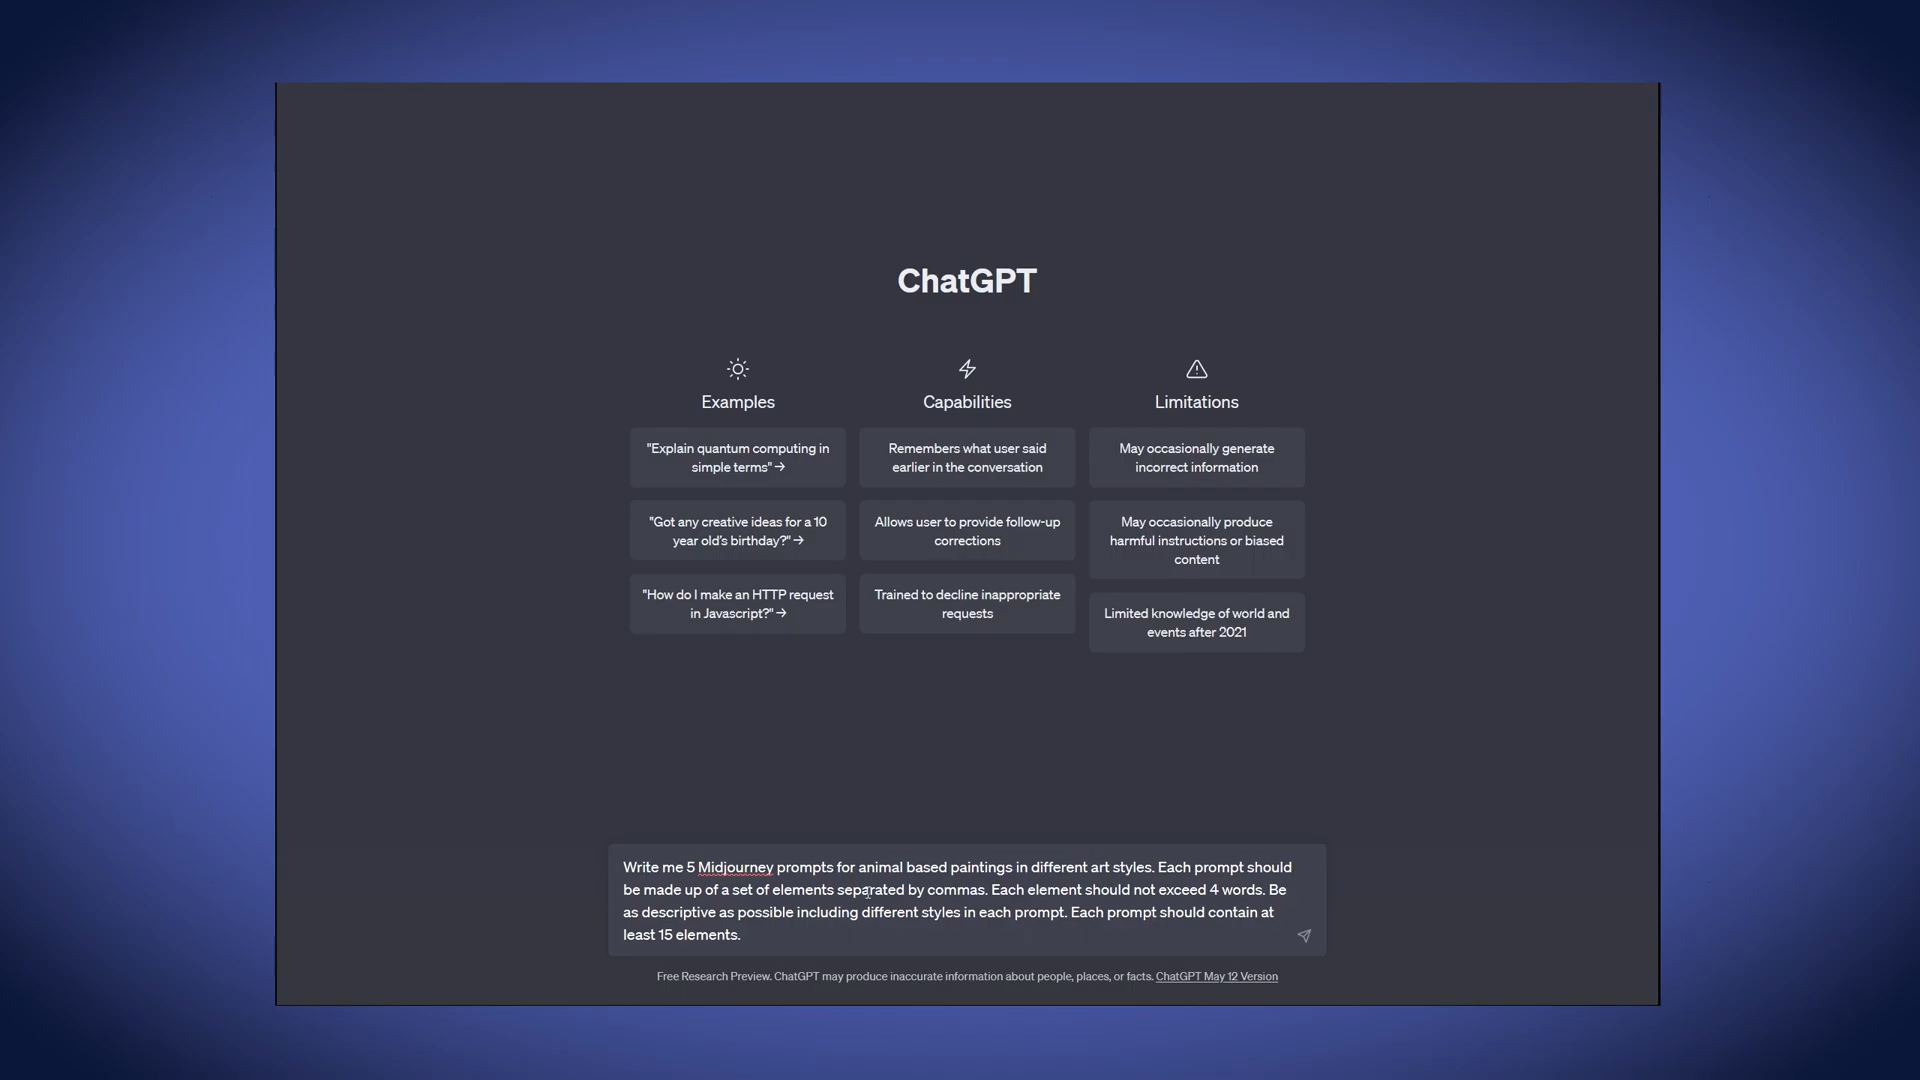 ChatGPT
Examples
Capabilities
Limitations
"Explain quantum computing in
simple terms" →
Remembers what user said
earlier in the conversation
May occasionally generate
incorrect information
"Got any creative ideas for a 10
year old's birthday?" →
Allows user to provide follow-up
corrections
May occasionally produce
harmful instructions or biased
content
"How do I make an HTTP request
in Javascript?" →
Trained to decline inappropriate
requests
Limited knowledge of world and
events after 2021
Write me 5 Midjourney prompts for animal based paintings in different art styles. Each prompt should
be made up of a set of elements separated by commas. Each element should not exceed 4 words. Be
as descriptive as possible including different styles in each prompt. Each prompt should contain at
least 15 elements.
Free Research Preview. ChatGPT may produce inaccurate information about people, places, or facts. ChatGPT May 12 Version